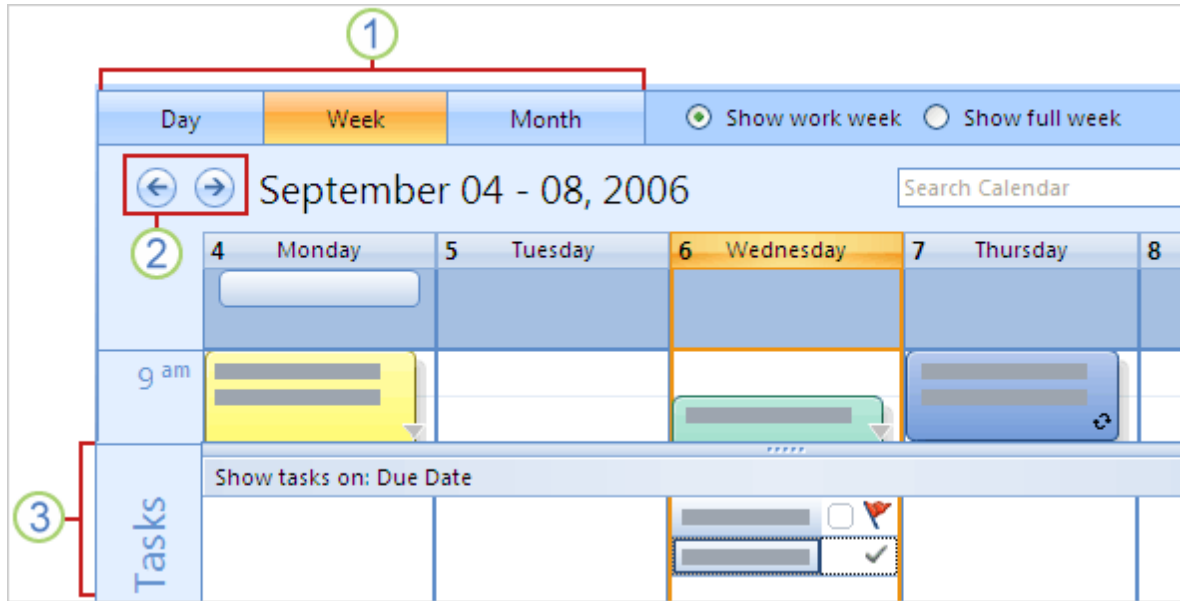 1
Day Week Month Show work week Show full week
September 04 - 08, 2006 Search Calendar
2
4 Monday 5 Tuesday 6 Wednesday 7 Thursday 8
9 am
Show tasks on: Due Date
3
Tasks